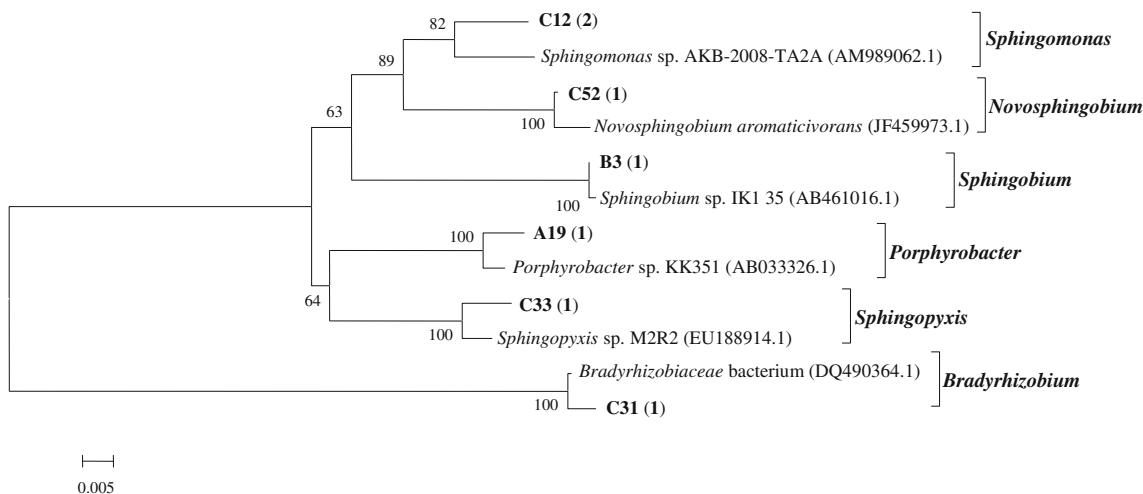 C12 (2)
82
Sphingomonas
Sphingomonas sp. AKB-2008-TA2A (AM989062.1)
89
C52 (1)
Novosphingobium
100
Novosphingobium aromaticivorans (JF459973.1)
63
B3 (1)
Sphingobium
100
Sphingobium sp. IK1 35 (AB461016.1)
A19 (1)
100
Porphyrobacter
Porphyrobacter sp. KK351 (AB033326.1)
64
C33 (1)
Sphingopyxis
100
Sphingopyxis sp. M2R2 (EU188914.1)
Bradyrhizobiaceae bacterium (DQ490364.1)
Bradyrhizobium
100
C31 (1)
0.005